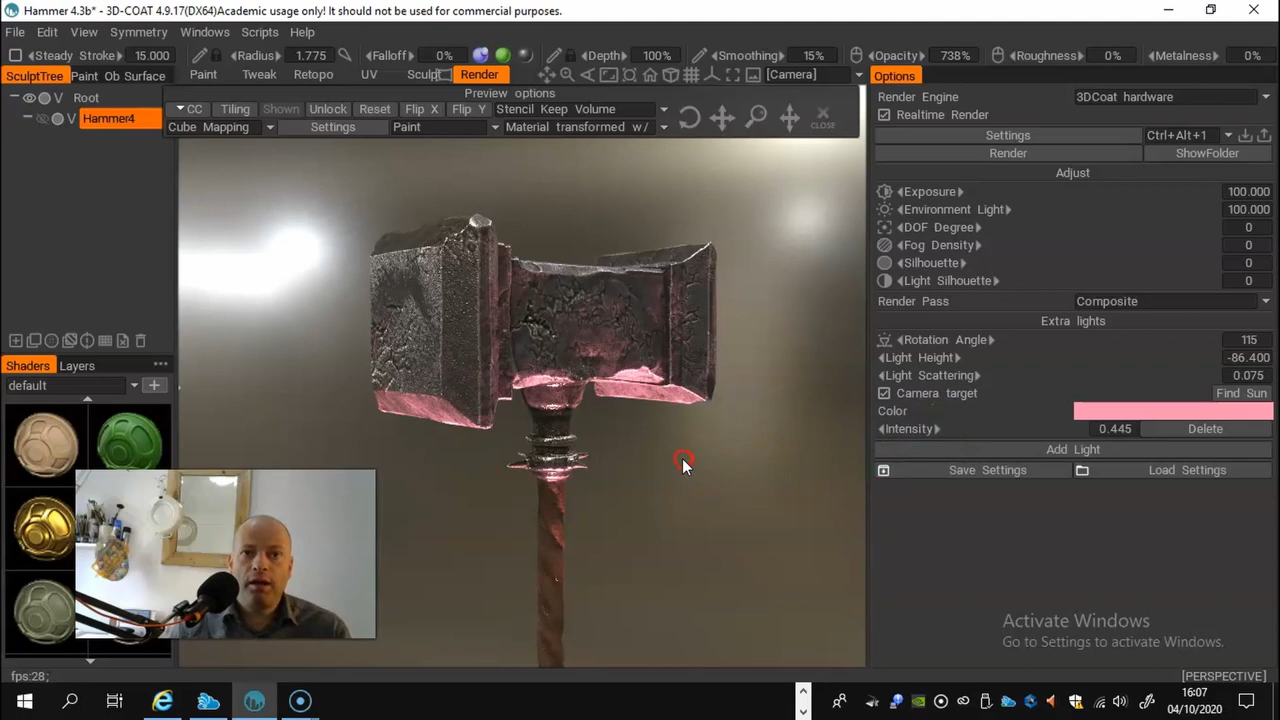 Hammer 4.3b* - 3D-COAT 4.9.17(DX64)Academic usage only! It should not be used for commercial purposes.
File Edit View Symmetry Windows Scripts Help
Steady Stroke 15.000 Radius 1.775 Falloff 0% Depth 100% Smoothing 15% Opacity 738% Roughness 0% Metalness 0%
SculptTree Paint Ob Surface Paint Tweak Retopo UV Sculpt Render [Camera] Options
Preview options
Root
Hammer4
CC Tiling Shown Unlock Reset Flip X Flip Y Stencil Keep Volume
Cube Mapping Settings Paint Material transformed w/ CLOSE
Render Engine 3DCoat hardware
Realtime Render
Settings Ctrl+Alt+1
Render ShowFolder
Adjust
Exposure 100.000
Environment Light 100.000
DOF Degree 0
Fog Density 0
Silhouette 0
Light Silhouette 0
Render Pass Composite
Extra lights
Rotation Angle 115
Light Height -86.400
Light Scattering 0.075
Camera target Find Sun
Color
Intensity 0.445 Delete
Add Light
Save Settings Load Settings
Shaders Layers
default
Activate Windows
Go to Settings to activate Windows.
fps:28; [PERSPECTIVE]
16:07
04/10/2020